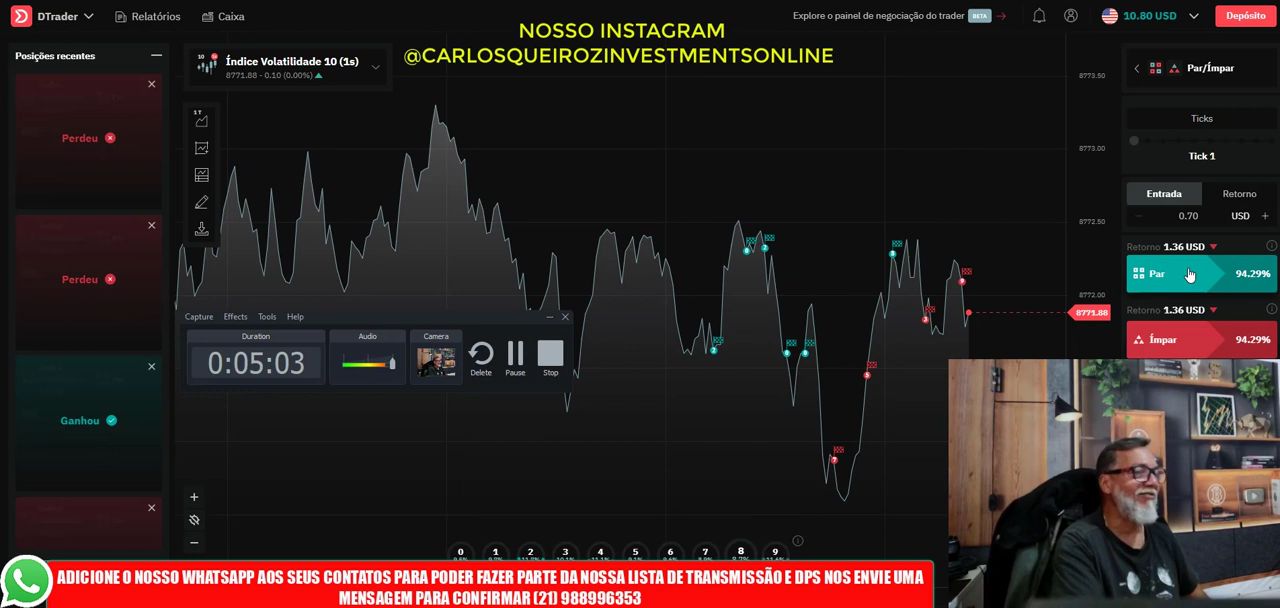 DTrader
Relatórios
Caixa
NOSSO INSTAGRAM
@CARLOSQUEIROZINVESTMENTSONLINE
Explore o painel de negociação do trader BETA
10.80 USD
Depósito
Posições recentes
Perdeu
Perdeu
Ganhou
10
Índice Volatilidade 10 (1s)
8771.88 - 0.10 (0.00%)
1 T
8773.50
8773.00
8772.50
8772.00
8771.88
Par/Ímpar
Ticks
Tick 1
Entrada
Retorno
0.70
USD
Retorno 1.36 USD
Par
94.29%
Retorno 1.36 USD
Ímpar
94.29%
Capture Effects Tools Help
Duration
0:05:03
Audio
Camera
Delete
Pause
Stop
0 1 2 3 4 5 6 7 8 9
ADICIONE O NOSSO WHATSAPP AOS SEUS CONTATOS PARA PODER FAZER PARTE DA NOSSA LISTA DE TRANSMISSÃO E DPS NOS ENVIE UMA
MENSAGEM PARA CONFIRMAR (21) 988996353